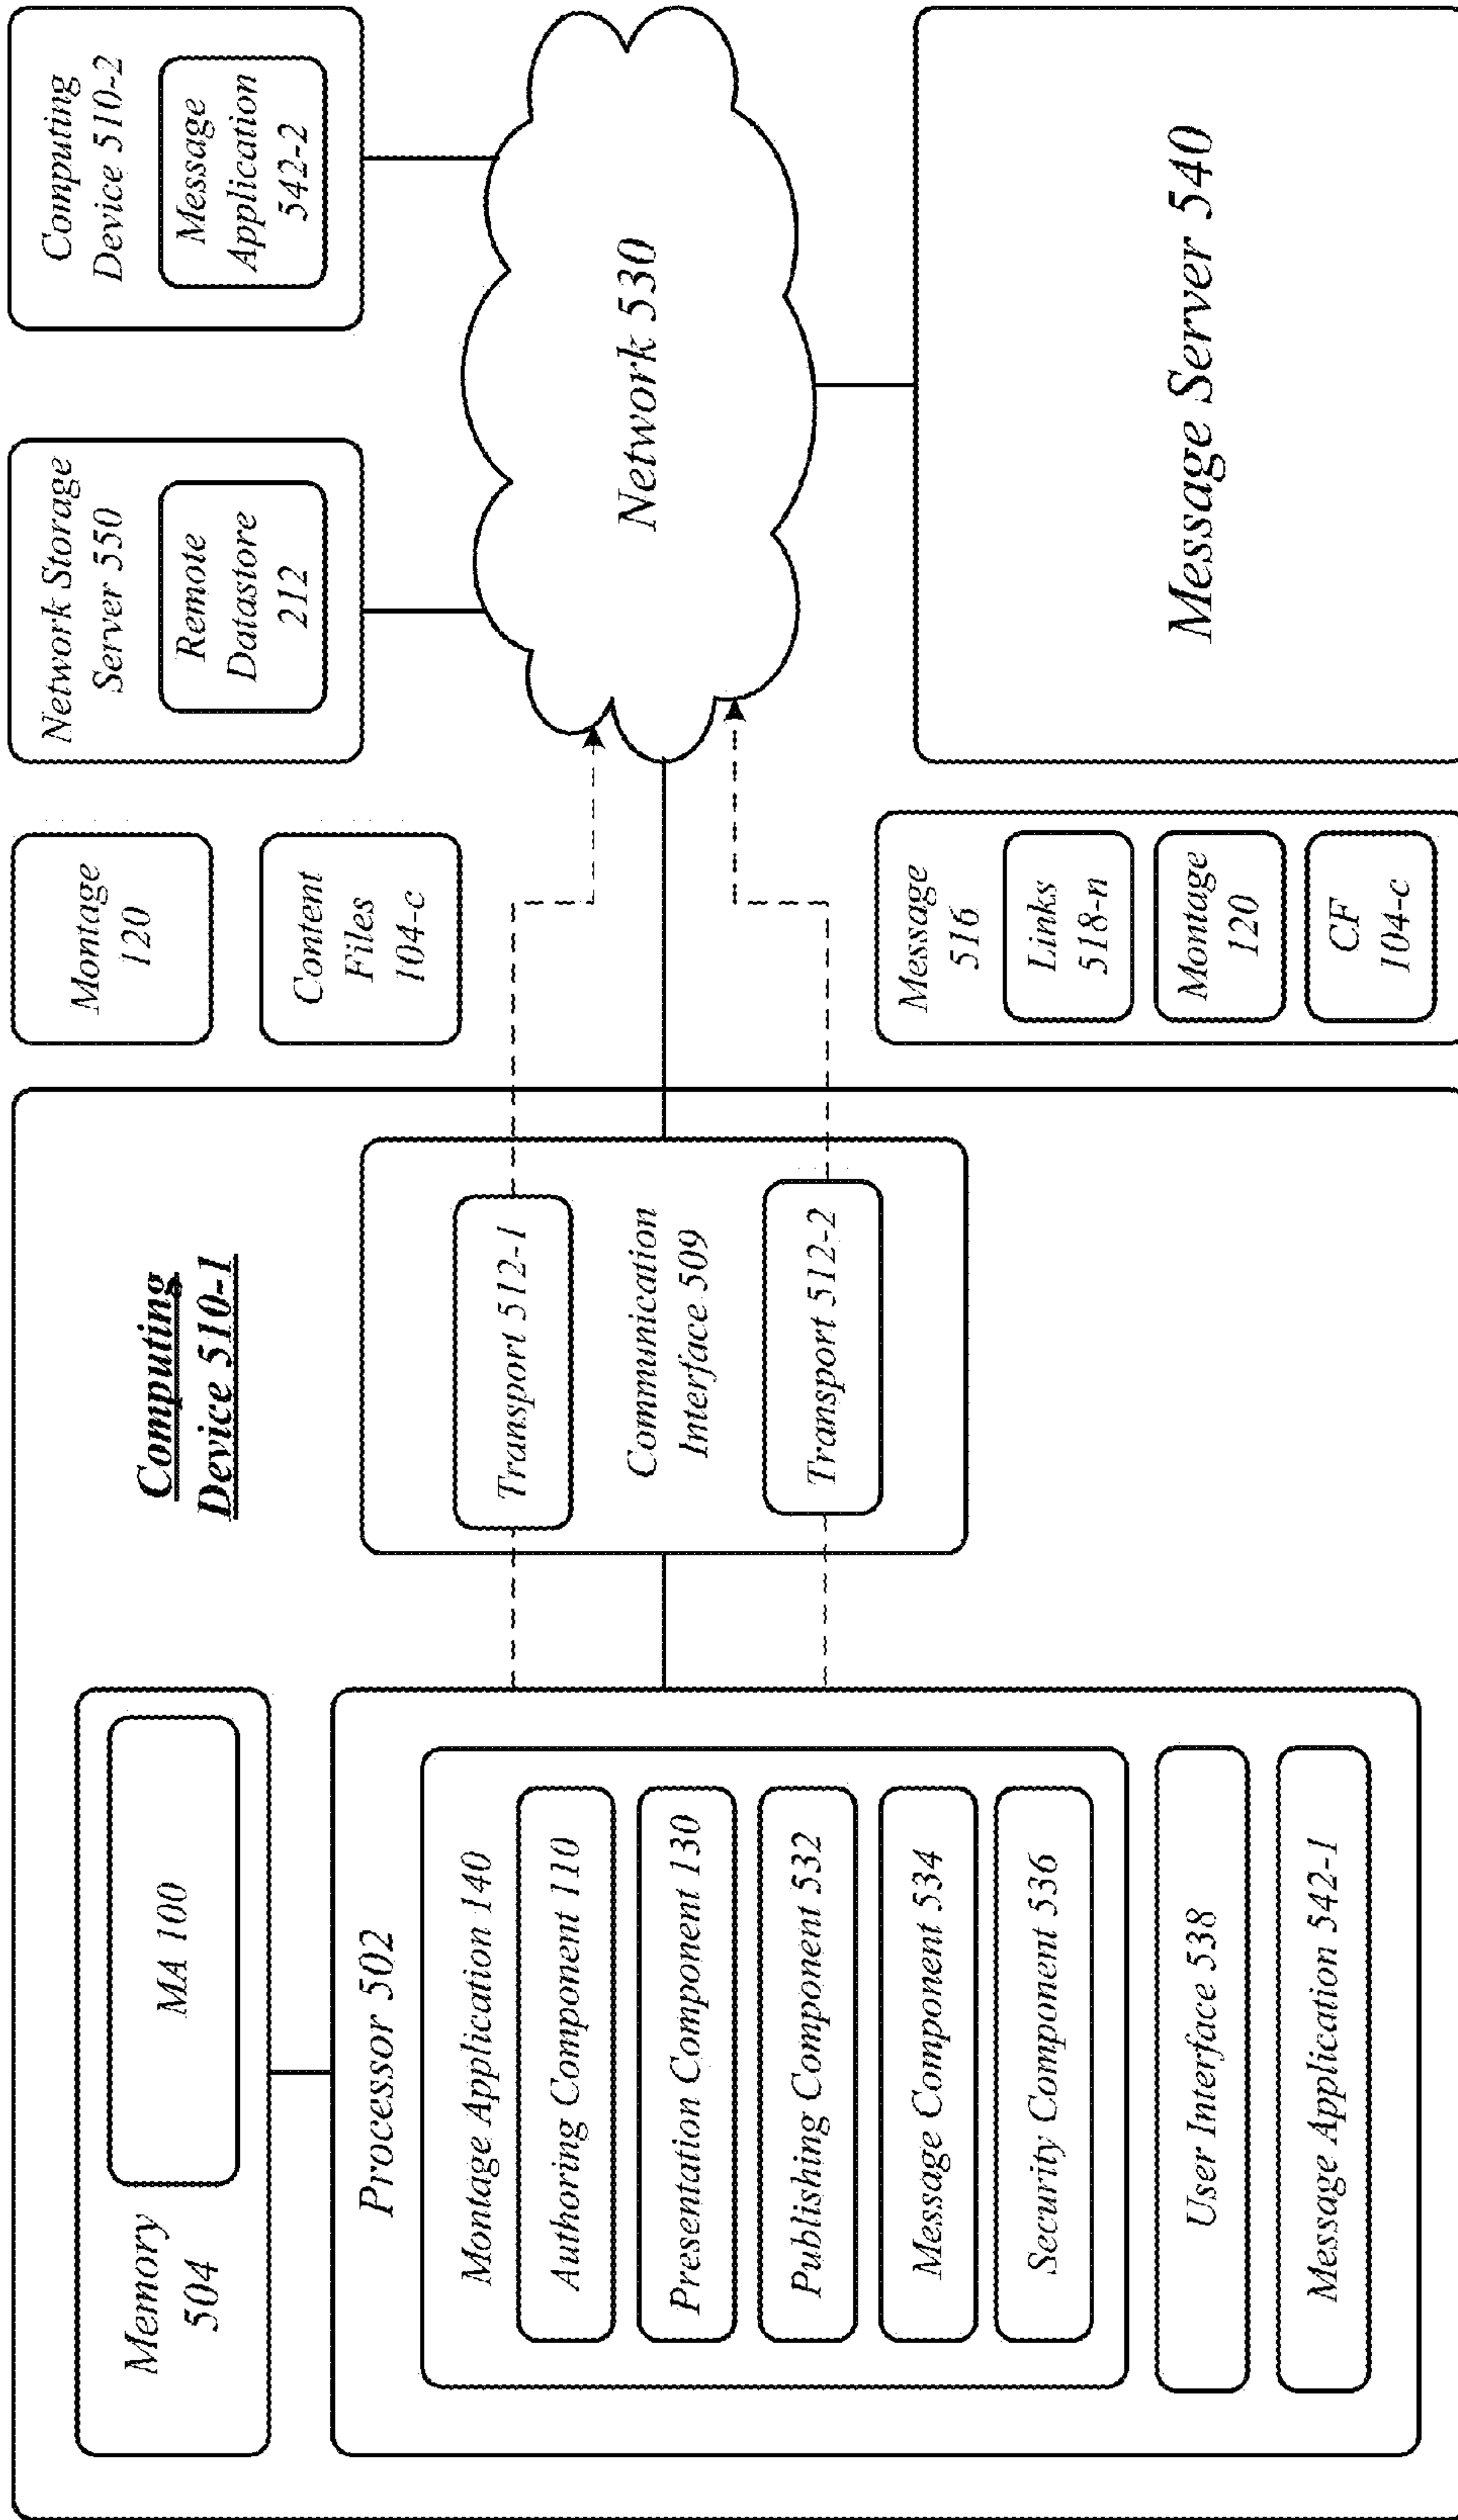 Computing
Device 510-1
Memory
504
MA 100
Processor 502
Montage Application 140
Authoring Component 110
Presentation Component 130
Publishing Component 532
Message Component 534
Security Component 536
User Interface 538
Message Application 542-1
Transport 512-1
Communication
Interface 509
Transport 512-2
Montage
120
Content
Files
104-c
Message
516
Links
518-n
Montage
120
CF
104-c
Network Storage
Server 550
Remote
Datastore
212
Computing
Device 510-2
Message
Application
542-2
Network 530
Message Server 540